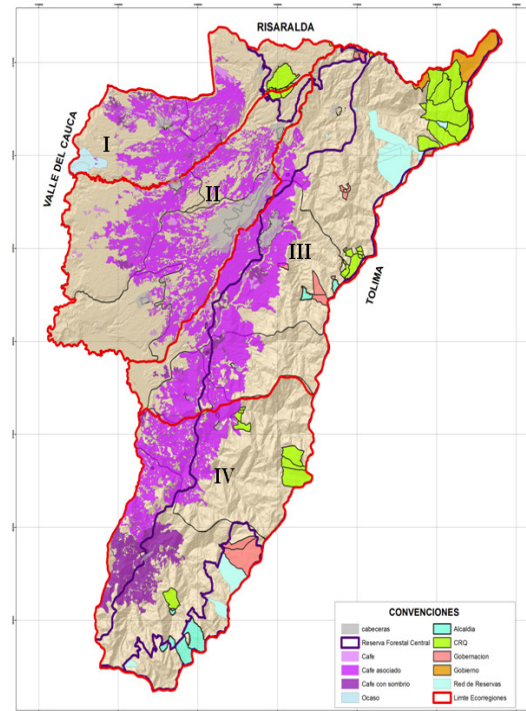 RISARALDA
VALLE DEL CAUCA
I
II
III
TOLIMA
IV
CONVENCIONES
cabeceras
Reserva Forestal Central
Cafe
Cafe asociado
Cafe con sombrio
Ocaso
Alcaldia
CRQ
Gobernacion
Gobierno
Red de Reservas
Limte Ecorregiones